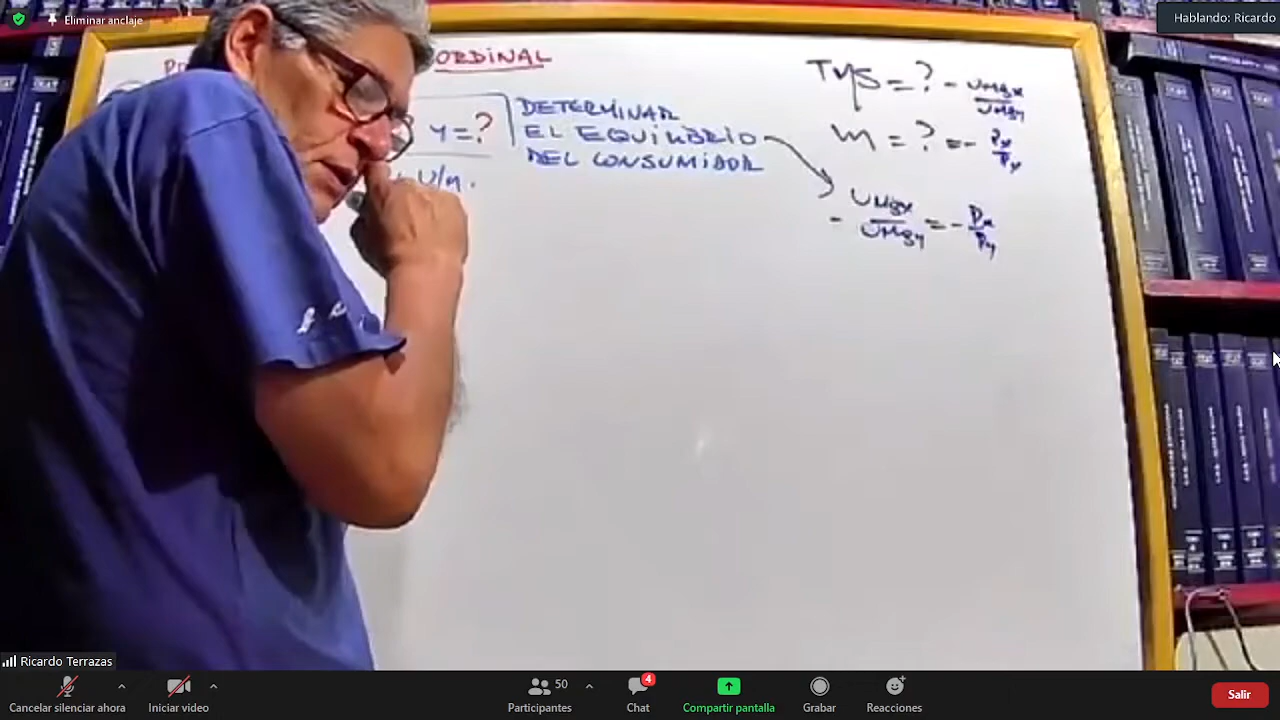 Eliminar anclaje
Hablando: Ricardo
ORDINAL
Y=?
DETERMINAR
EL EQUILIBRIO
DEL CONSUMIDOR
U/m.
= ? - UMgx/UMgy
m = ? = - Px/Py
- UMgx/UMgy = - Px/Py
Ricardo Terrazas
Cancelar silenciar ahora
Iniciar video
50
Participantes
4
Chat
Compartir pantalla
Grabar
Reacciones
Salir